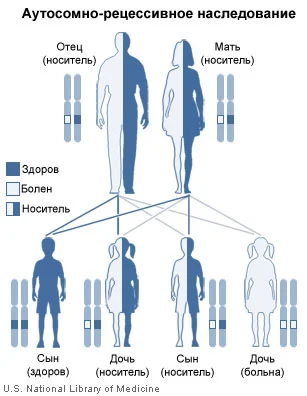 Аутосомно-рецессивное наследование
Отец
(носитель)
Мать
(носитель)
Здоров
Болен
Носитель
Сын
(здоров)
Дочь
(носитель)
Сын
(носитель)
Дочь
(больна)
U.S. National Library of Medicine